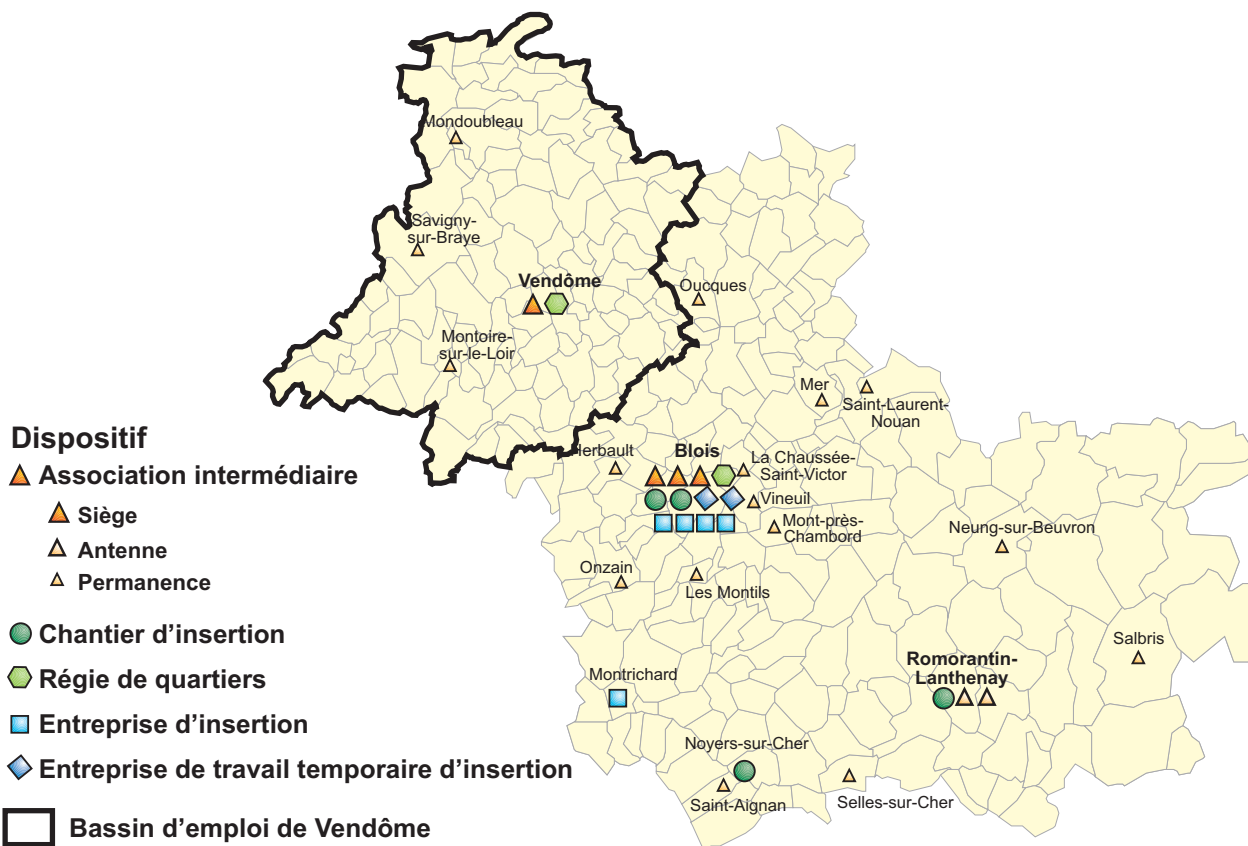 Mondoubleau
Savigny-
sur-Braye
Vendôme
Oucques
Montoire-
sur-le-Loir
Mer
Saint-Laurent-
Nouan
Herbault
Blois
La Chaussée-
Saint-Victor
Vineuil
Mont-près-
Chambord
Neung-sur-Beuvron
Onzain
Les Montils
Salbris
Romorantin-
Lanthenay
Montrichard
Noyers-sur-Cher
Saint-Aignan
Selles-sur-Cher
Dispositif
Association intermédiaire
Siège
Antenne
Permanence
Chantier d’insertion
Régie de quartiers
Entreprise d’insertion
Entreprise de travail temporaire d’insertion
Bassin d’emploi de Vendôme